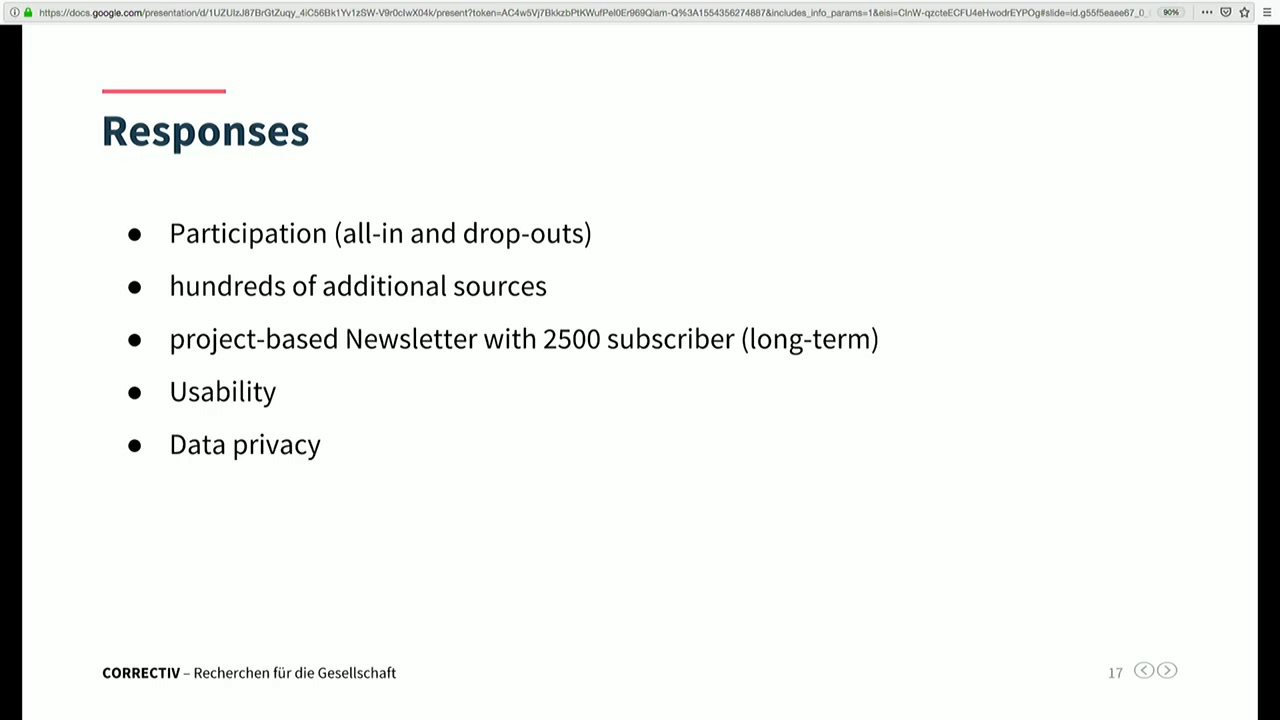 90%
Responses
● Participation (all-in and drop-outs)
● hundreds of additional sources
● project-based Newsletter with 2500 subscriber (long-term)
● Usability
● Data privacy
CORRECTIV – Recherchen für die Gesellschaft
17